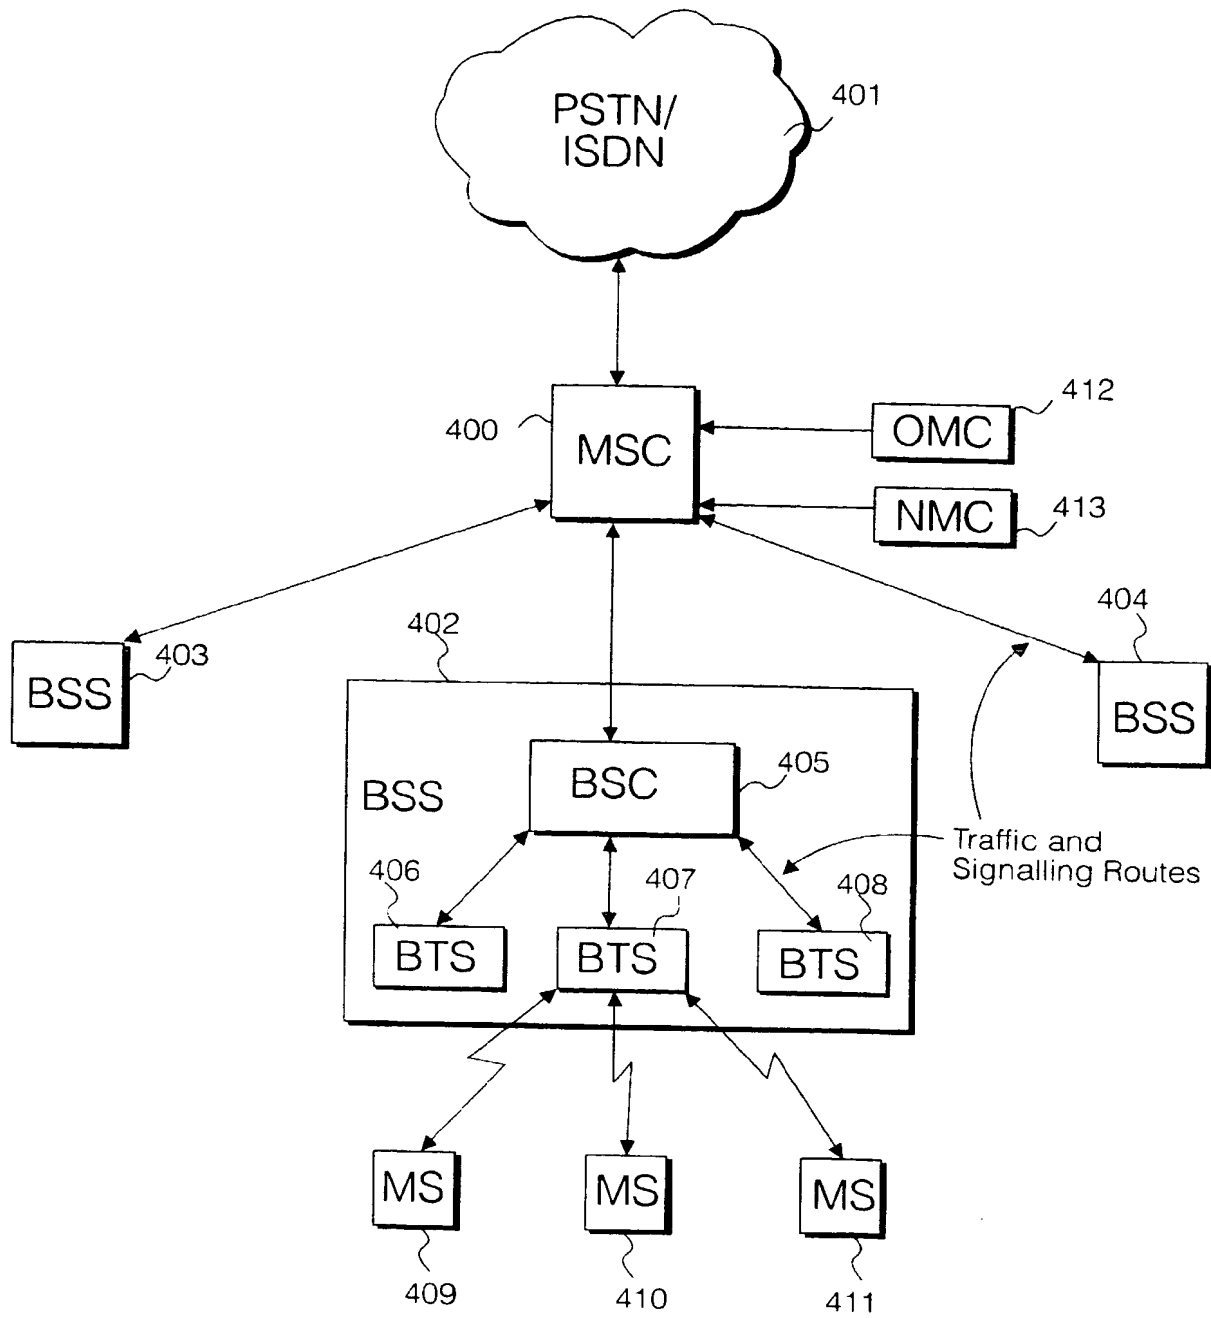 PSTN/
ISDN
401
400
MSC
412
OMC
NMC
413
404
402
403
BSS
BSS
BSC
405
BSS
Traffic and
Signalling Routes
406
407
408
BTS
BTS
BTS
MS
MS
MS
409
410
411